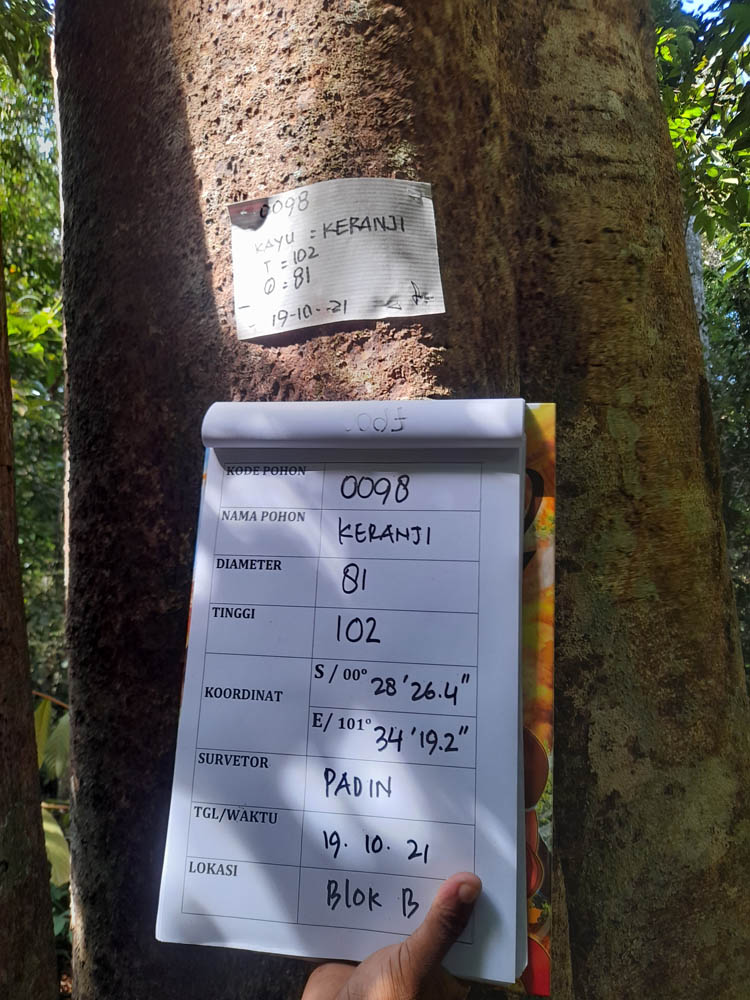 0098
KAYU = KERANJI
T = 102
Ø = 81
19-10-21
KODE POHON 0098
NAMA POHON KERANJI
DIAMETER 81
TINGGI 102
KOORDINAT S / 00° 28'26.4"
E/ 101° 34'19.2"
SURVETOR PADIN
TGL/WAKTU 19. 10. 21
LOKASI Blok B